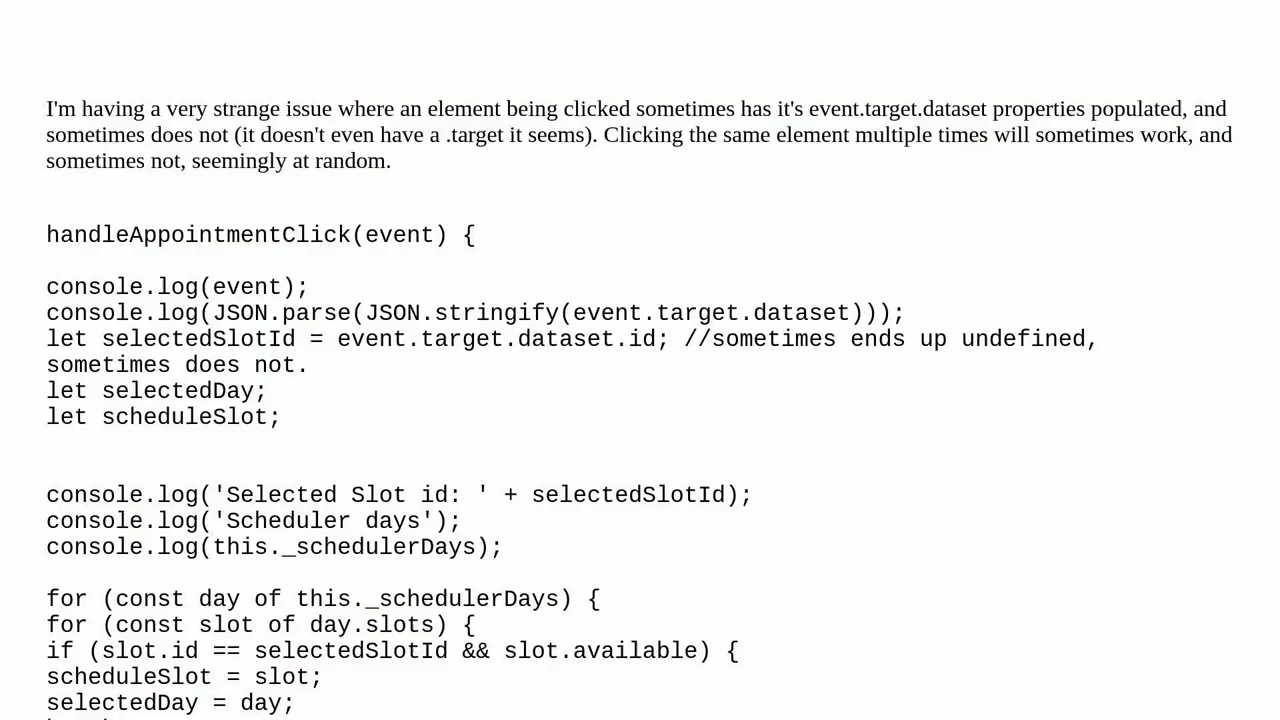 I'm having a very strange issue where an element being clicked sometimes has it's event.target.dataset properties populated, and
sometimes does not (it doesn't even have a .target it seems). Clicking the same element multiple times will sometimes work, and
sometimes not, seemingly at random.
handleAppointmentClick(event) {
console.log(event);
console.log(JSON.parse(JSON.stringify(event.target.dataset)));
let selectedSlotId = event.target.dataset.id; //sometimes ends up undefined,
sometimes does not.
let selectedDay;
let scheduleSlot;
console.log('Selected Slot id: ' + selectedSlotId);
console.log('Scheduler days');
console.log(this._schedulerDays);
for (const day of this._schedulerDays) {
for (const slot of day.slots) {
if (slot.id == selectedSlotId && slot.available) {
scheduleSlot = slot;
selectedDay = day;